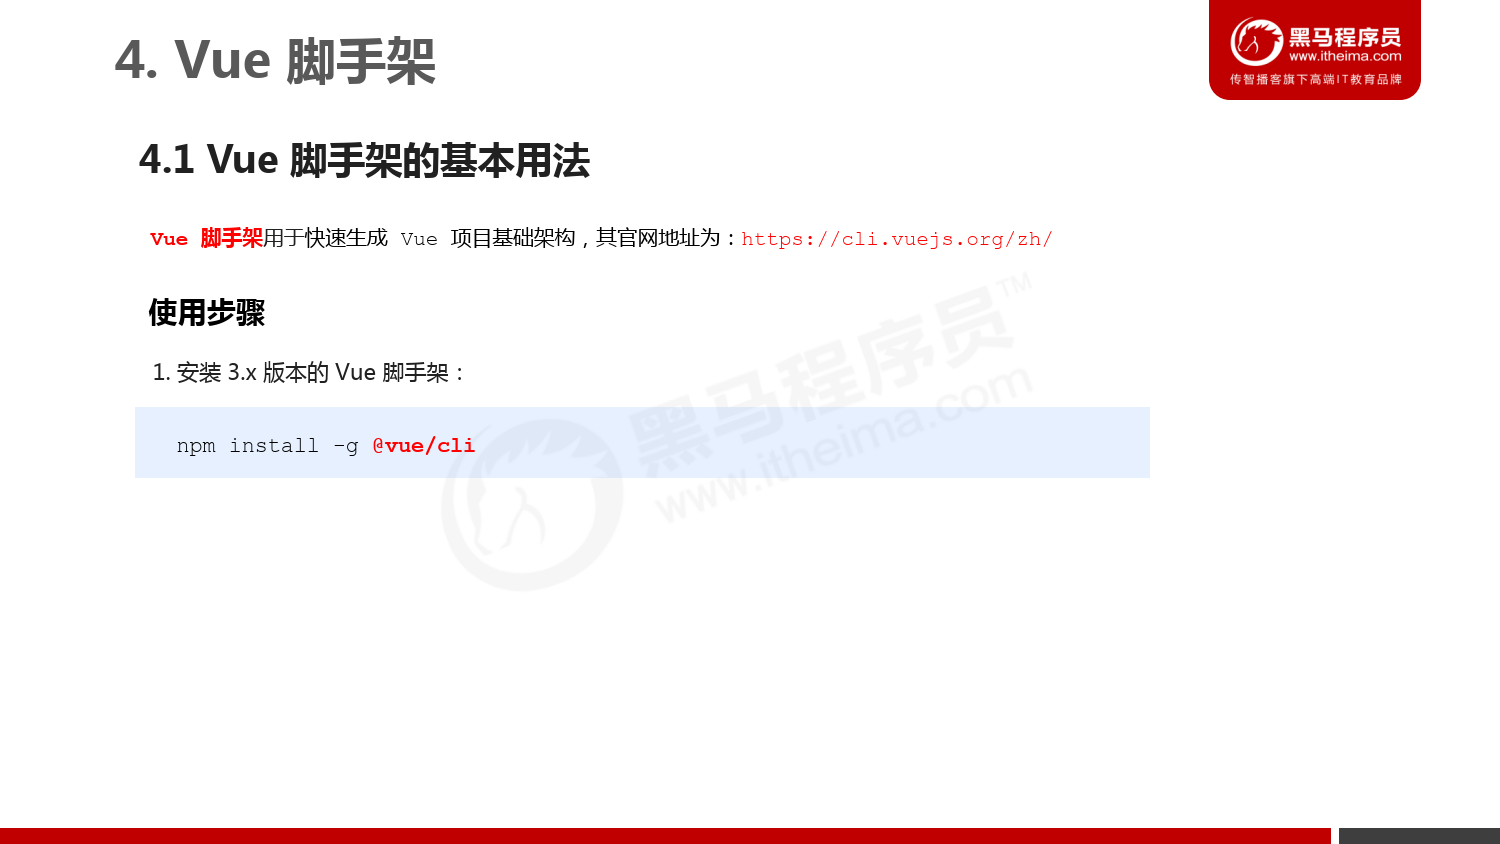 4. Vue 脚手架
黑马程序员
www.itheima.com
传智播客旗下高端IT教育品牌
4.1 Vue 脚手架的基本用法
Vue 脚手架用于快速生成 Vue 项目基础架构，其官网地址为：https://cli.vuejs.org/zh/
使用步骤
1. 安装 3.x 版本的 Vue 脚手架：
npm install -g @vue/cli
黑马程序员™
www.itheima.com